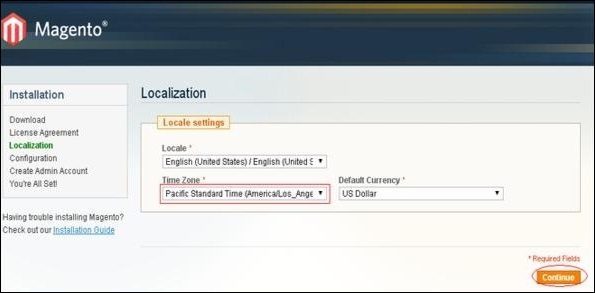 Magento®
Installation
Download
License Agreement
Localization
Configuration
Create Admin Account
You're All Set!
Having trouble installing Magento?
Check out our Installation Guide
Localization
Locale settings
Locale *
English (United States) / English (United S
Time Zone * Default Currency *
Pacific Standard Time (America/Los_Ange US Dollar
* Required Fields
Continue